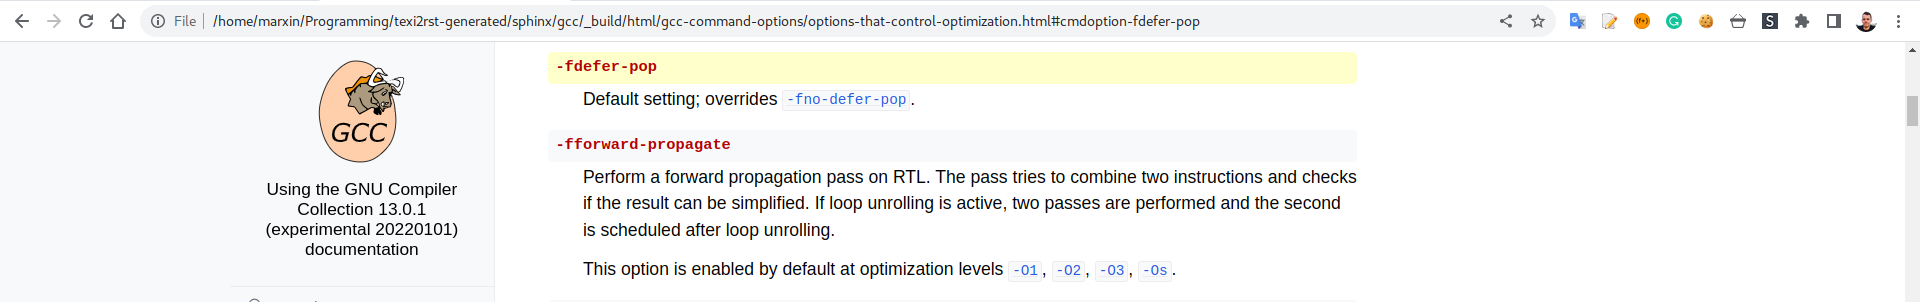 File | /home/marxin/Programming/texi2rst-generated/sphinx/gcc/_build/html/gcc-command-options/options-that-control-optimization.html#cmdoption-fdefer-pop
GCC
Using the GNU Compiler
Collection 13.0.1
(experimental 20220101)
documentation
-fdefer-pop
Default setting; overrides -fno-defer-pop.
-fforward-propagate
Perform a forward propagation pass on RTL. The pass tries to combine two instructions and checks
if the result can be simplified. If loop unrolling is active, two passes are performed and the second
is scheduled after loop unrolling.
This option is enabled by default at optimization levels -O1, -O2, -O3, -Os.